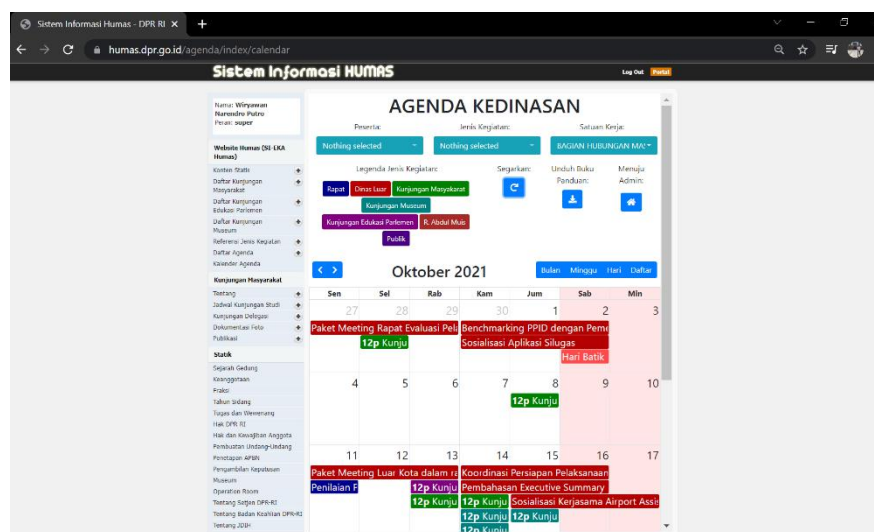 Sistem Informasi Humas - DPR RI
humas.dpr.go.id/agenda/index/calendar
Sistem Informasi HUMAS
Log Out Portal
Nama: Wiryawan
Narendro Putro
Peran: super
Website Humas (SI-EKA
Humas)
Konten Statis
Daftar Kunjungan
Masyarakat
Daftar Kunjungan
Edukasi Parlemen
Daftar Kunjungan
Museum
Referensi Jenis Kegiatan
Daftar Agenda
Kalender Agenda
Kunjungan Masyarakat
Tentang
Jadwal Kunjungan Studi
Kunjungan Delegasi
Dokumentasi Foto
Publikasi
Statik
Sejarah Gedung
Keanggotaan
Fraksi
Tahun Sidang
Tugas dan Wewenang
Hak DPR RI
Hak dan Kewajiban Anggota
Pembuatan Undang-Undang
Penetapan APBN
Pengambilan Keputusan
Museum
Operation Room
Tentang Setjen DPR-RI
Tentang Badan Keahlian DPR-RI
Tentang JDIH
AGENDA KEDINASAN
Peserta: Jenis Kegiatan: Satuan Kerja:
Nothing selected Nothing selected BAGIAN HUBUNGAN MA
Legenda Jenis Kegiatan: Segarkan: Unduh Buku Panduan: Menuju Admin:
Rapat Dinas Luar Kunjungan Masyakarat
Kunjungan Museum
Kunjungan Edukasi Parlemen R. Abdul Muis
Publik
Oktober 2021
Bulan Minggu Hari Daftar
Sen Sel Rab Kam Jum Sab Min
27 28 29 30 1 2 3
Paket Meeting Rapat Evaluasi Pela Benchmarking PPID dengan Peme
12p Kunju Sosialisasi Aplikasi Silugas
Hari Batik
4 5 6 7 8 9 10
12p Kunju
11 12 13 14 15 16 17
Paket Meeting Luar Kota dalam ra Koordinasi Persiapan Pelaksanaan
Penilaian P 12p Kunju Pembahasan Executive Summary
12p Kunju 12p Kunju Sosialisasi Kerjasama Airport Assis
12p Kunju 12p Kunju
12p Kunju